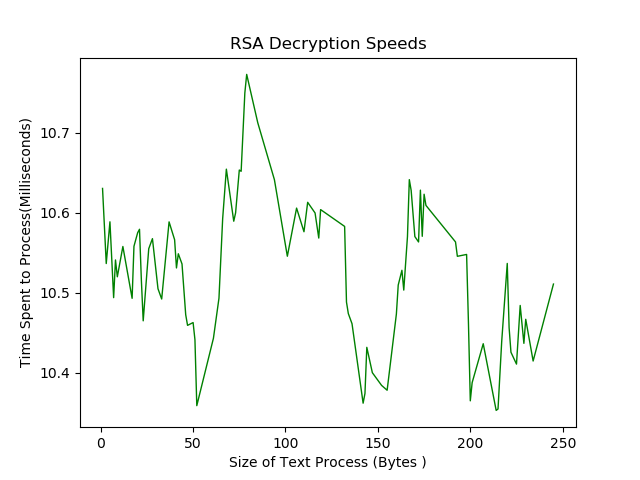 RSA Decryption Speeds
Time Spent to Process(Milliseconds)
10.7
10.6
10.5
10.4
0 50 100 150 200 250
Size of Text Process (Bytes )